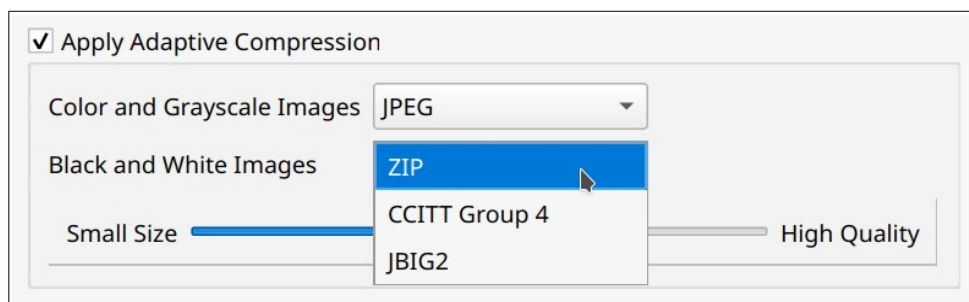 Apply Adaptive Compression
Color and Grayscale Images JPEG
Black and White Images ZIP
CCITT Group 4
Small Size High Quality
JBIG2